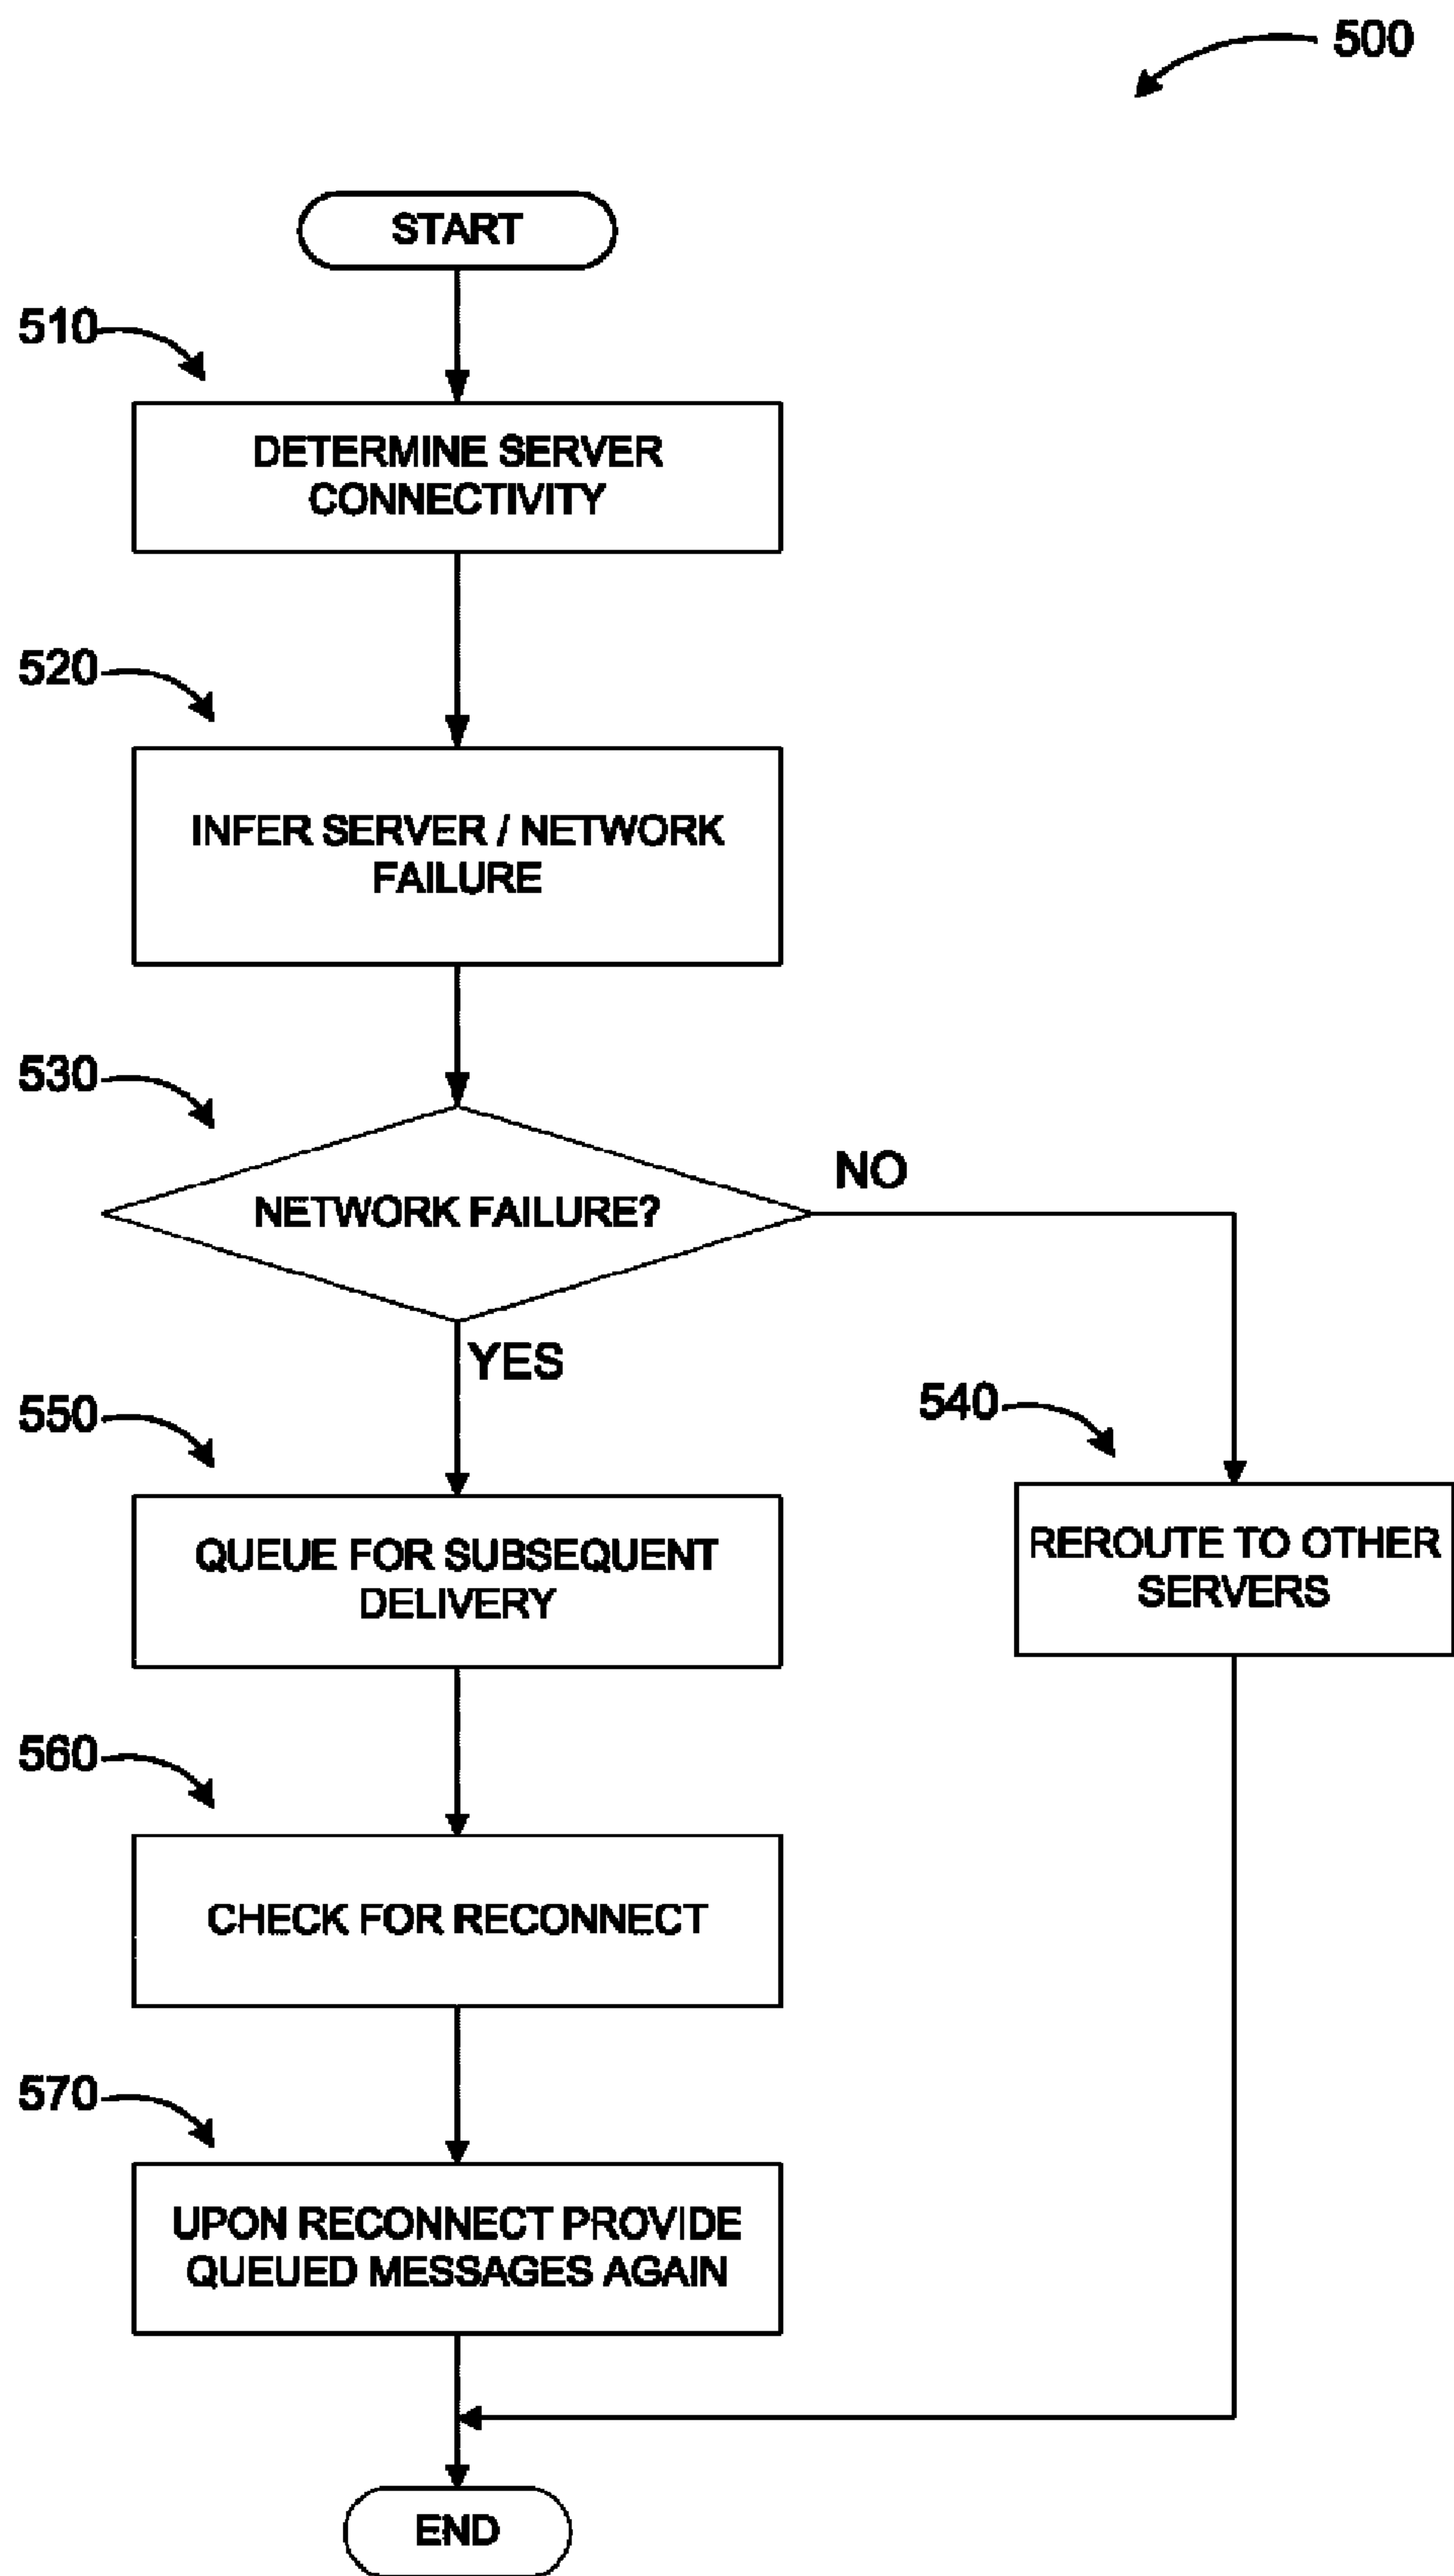 500
START
510
DETERMINE SERVER
CONNECTIVITY
520
INFER SERVER / NETWORK
FAILURE
530
NETWORK FAILURE?
NO
YES
550
QUEUE FOR SUBSEQUENT
DELIVERY
540
REROUTE TO OTHER
SERVERS
560
CHECK FOR RECONNECT
570
UPON RECONNECT PROVIDE
QUEUED MESSAGES AGAIN
END